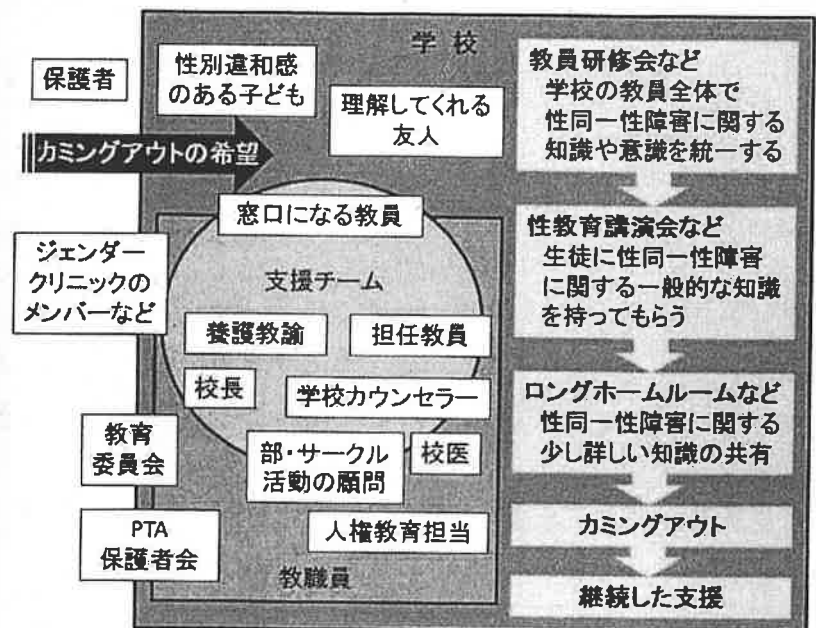 学校
保護者
性別違和感
のある子ども
理解してくれる
友人
カミングアウトの希望
窓口になる教員
ジェンダー
クリニックの
メンバーなど
支援チーム
養護教諭
担任教員
校長
学校カウンセラー
教育
委員会
部・サークル
活動の顧問
校医
PTA
保護者会
人権教育担当
教職員
教員研修会など
学校の教員全体で
性同一性障害に関する
知識や意識を統一する
性教育講演会など
生徒に性同一性障害
に関する一般的な知識
を持ってもらう
ロングホームルームなど
性同一性障害に関する
少し詳しい知識の共有
カミングアウト
継続した支援